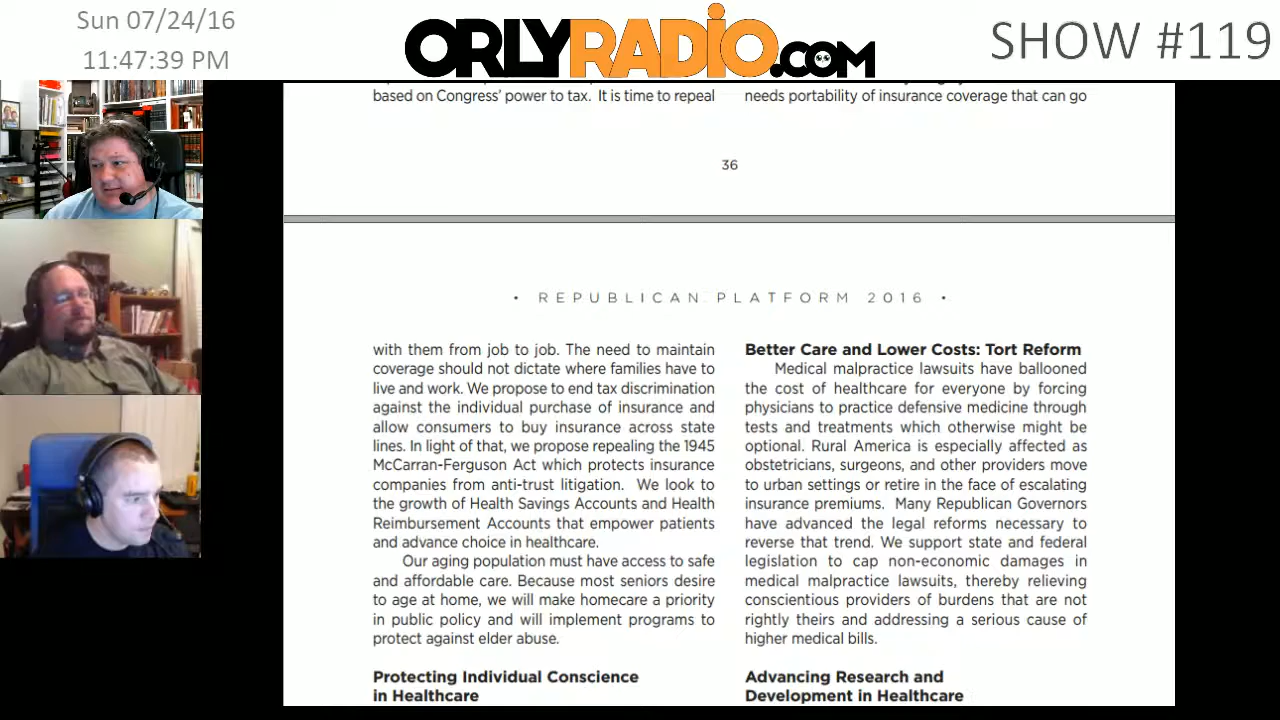 Sun 07/24/16
11:47:39 PM
ORLYRADiO.COM
SHOW #119
based on Congress' power to tax. It is time to repeal
needs portability of insurance coverage that can go
36
• REPUBLICAN PLATFORM 2016 •
with them from job to job. The need to maintain
coverage should not dictate where families have to
live and work. We propose to end tax discrimination
against the individual purchase of insurance and
allow consumers to buy insurance across state
lines. In light of that, we propose repealing the 1945
McCarran-Ferguson Act which protects insurance
companies from anti-trust litigation. We look to
the growth of Health Savings Accounts and Health
Reimbursement Accounts that empower patients
and advance choice in healthcare.
Our aging population must have access to safe
and affordable care. Because most seniors desire
to age at home, we will make homecare a priority
in public policy and will implement programs to
protect against elder abuse.
Protecting Individual Conscience
in Healthcare
Better Care and Lower Costs: Tort Reform
Medical malpractice lawsuits have ballooned
the cost of healthcare for everyone by forcing
physicians to practice defensive medicine through
tests and treatments which otherwise might be
optional. Rural America is especially affected as
obstetricians, surgeons, and other providers move
to urban settings or retire in the face of escalating
insurance premiums. Many Republican Governors
have advanced the legal reforms necessary to
reverse that trend. We support state and federal
legislation to cap non-economic damages in
medical malpractice lawsuits, thereby relieving
conscientious providers of burdens that are not
rightly theirs and addressing a serious cause of
higher medical bills.
Advancing Research and
Development in Healthcare